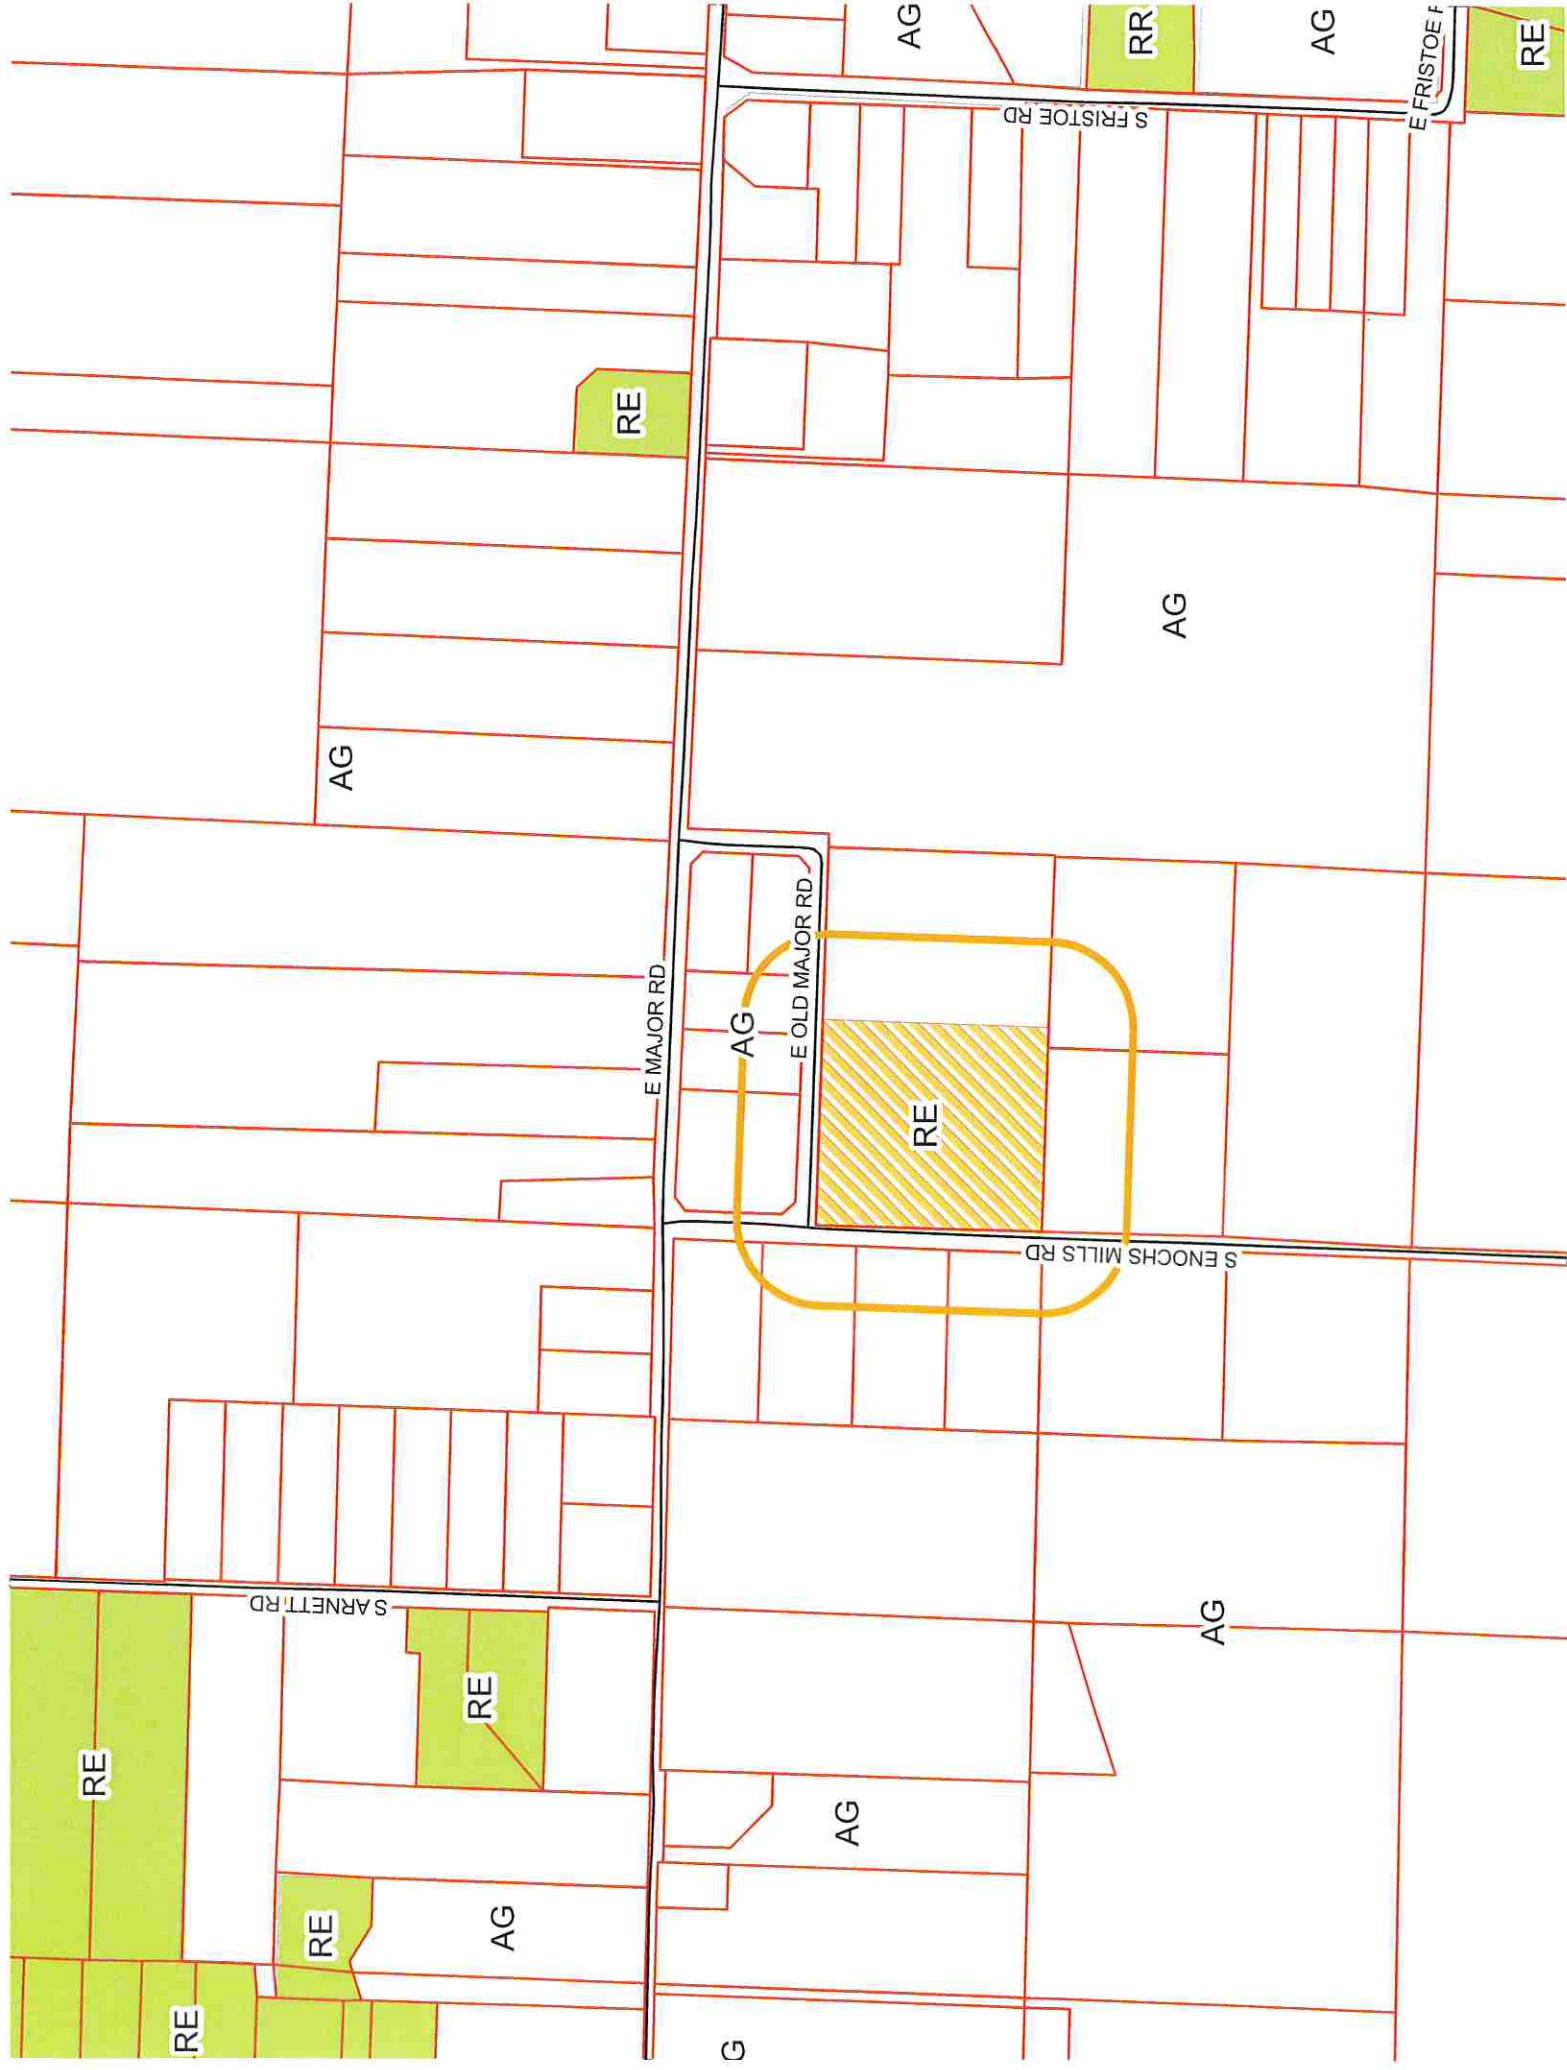 RE
RE
S ARNETT RD
RE
AG
RE
AG
RE
E MAJOR RD
G
AG
E OLD MAJOR RD
AG
AG
RE
S FRISTOE RD
S ENOCHS MILLS RD
RR
AG
AG
AG
E FRISTOE R
RE